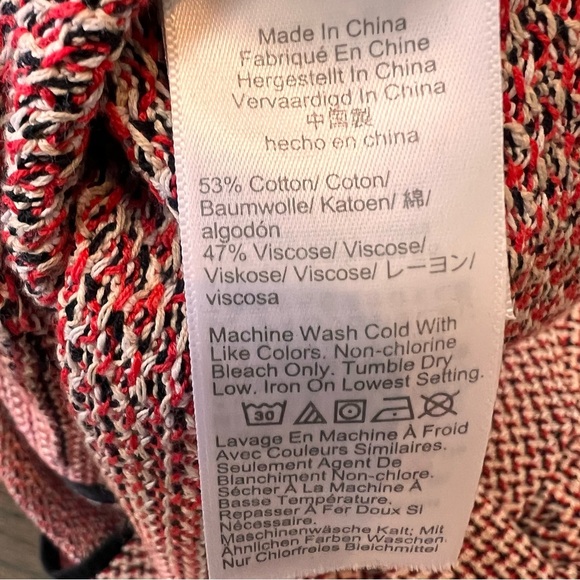 Made In China
Fabriqué En Chine
Hergestellt In China
Vervaardigd In China
中国製
hecho en china
53% Cotton/ Coton/
Baumwolle/ Katoen/ 綿/
algodón
47% Viscose/ Viscose/
Viskose/ Viscose/ レーヨン/
viscosa
Machine Wash Cold With
Like Colors. Non-chlorine
Bleach Only. Tumble Dry
Low. Iron On Lowest Setting.
30
Lavage En Machine À Froid
Avec Couleurs Similaires.
Seulement Agent De
Blanchiment Non-chlore.
Sécher À La Machine À
Basse Température.
Repasser À Fer Doux Si
Nécessaire.
Maschinenwäsche Kalt; Mit
Ähnlichen Farben Waschen.
Nur Chlorfreies Bleichmittel